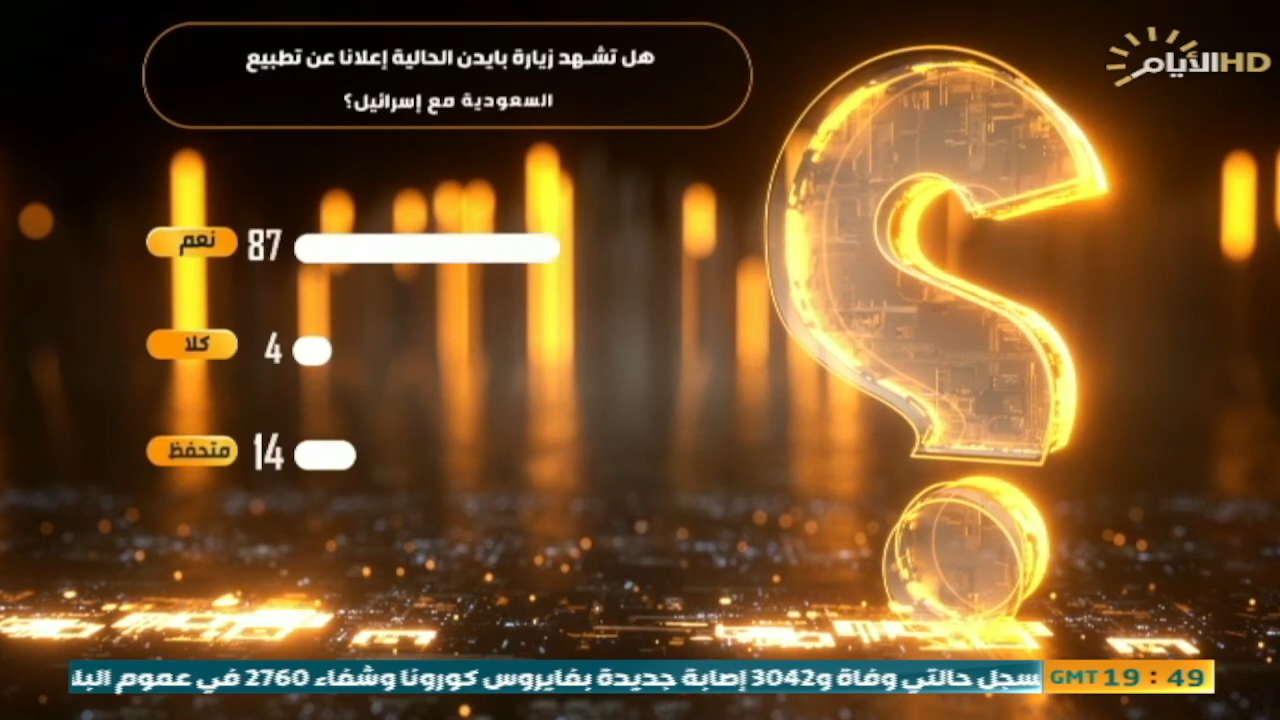 هل تشهد زيارة بايدن الحالية إعلانا عن تطبيع
السعودية مع إسرائيل؟
الأيام HD
نعم 87
كلا 4
متحفظ 14
سجل حالتي وفاة و3042 إصابة جديدة بفايروس كورونا وشفاء 2760 في عموم
GMT 19 : 49